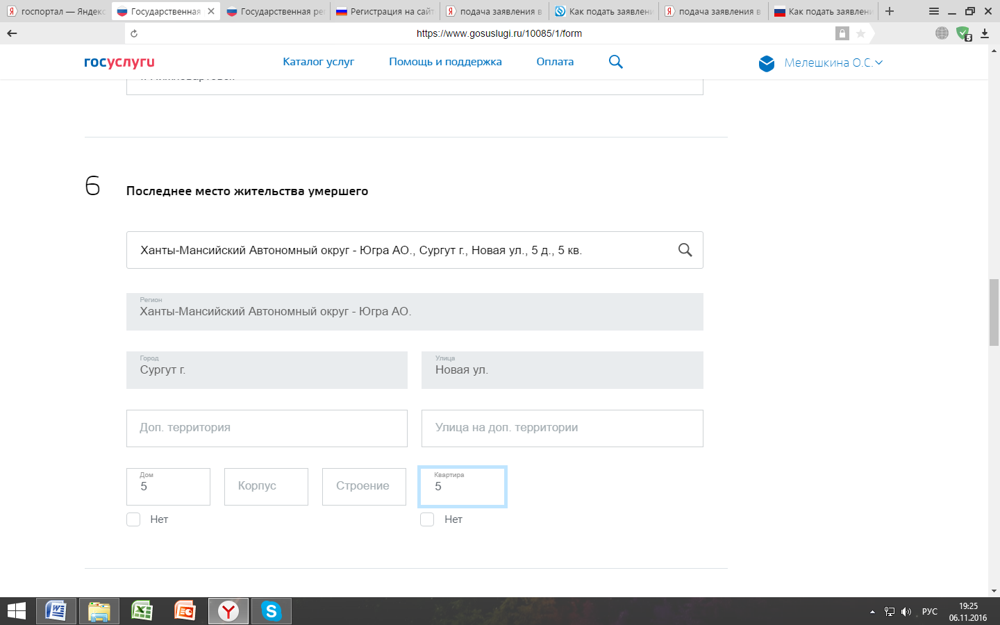 госпортал — Яндекс
Государственная
Государственная рег
Регистрация на сайт
подача заявления в
Как подать заявлени
подача заявления в
Как подать заявлени
https://www.gosuslugi.ru/10085/1/form
5
госуслуги
Каталог услуг
Помощь и поддержка
Оплата
Мелешкина О.С.
6
Последнее место жительства умершего
Ханты-Мансийский Автономный округ - Югра АО., Сургут г., Новая ул., 5 д., 5 кв.
Регион
Ханты-Мансийский Автономный округ - Югра АО.
Город
Сургут г.
Улица
Новая ул.
Доп. территория
Улица на доп. территории
Дом
5
Корпус
Строение
Квартира
5
Нет
Нет
РУС
19:25
06.11.2016